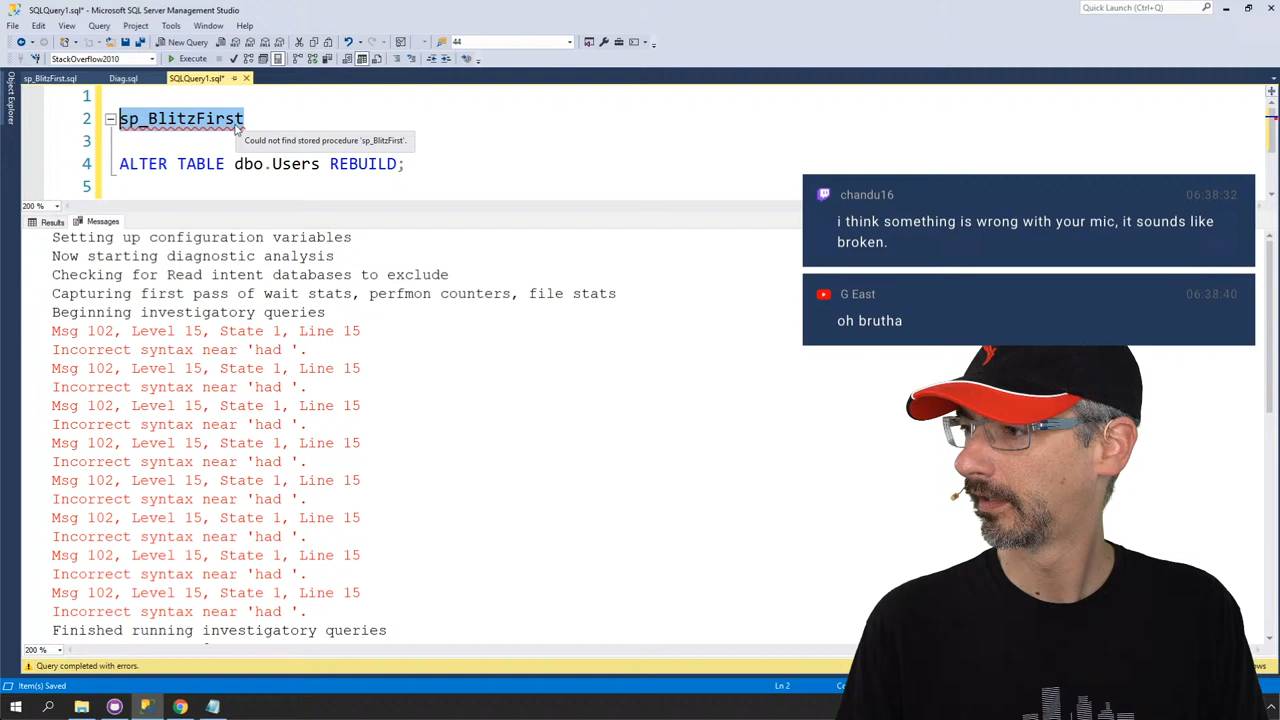 SQLQuery1.sql* - Microsoft SQL Server Management Studio
Quick Launch (Ctrl+Q)
File Edit View Query Project Tools Window Help
New Query
44
StackOverflow2010
Execute
sp_BlitzFirst.sql Diag.sql SQLQuery1.sql*
Object Explorer
1
2 sp_BlitzFirst
3
Could not find stored procedure 'sp_BlitzFirst'.
4 ALTER TABLE dbo.Users REBUILD;
5
200 %
Results Messages
chandu16 06:38:32
i think something is wrong with your mic, it sounds like
broken.
G East 06:38:40
oh brutha
Setting up configuration variables
Now starting diagnostic analysis
Checking for Read intent databases to exclude
Capturing first pass of wait stats, perfmon counters, file stats
Beginning investigatory queries
Msg 102, Level 15, State 1, Line 15
Incorrect syntax near 'had '.
Msg 102, Level 15, State 1, Line 15
Incorrect syntax near 'had '.
Msg 102, Level 15, State 1, Line 15
Incorrect syntax near 'had '.
Msg 102, Level 15, State 1, Line 15
Incorrect syntax near 'had '.
Msg 102, Level 15, State 1, Line 15
Incorrect syntax near 'had '.
Msg 102, Level 15, State 1, Line 15
Incorrect syntax near 'had '.
Msg 102, Level 15, State 1, Line 15
Incorrect syntax near 'had '.
Msg 102, Level 15, State 1, Line 15
Incorrect syntax near 'had '.
Finished running investigatory queries
200 %
Query completed with errors.
Item(s) Saved
Ln 2